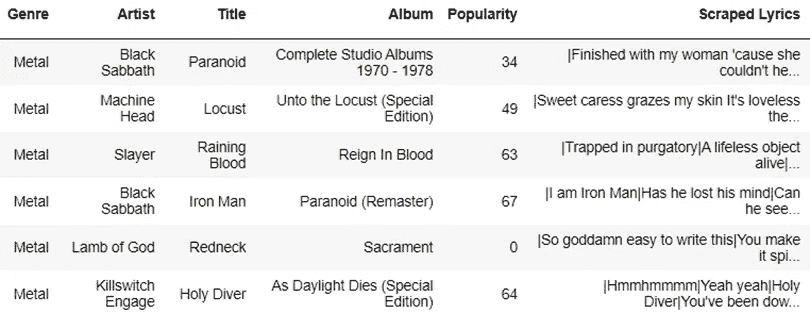 Genre Artist Title Album Popularity Scraped Lyrics
Metal Black Sabbath Paranoid Complete Studio Albums 1970 - 1978 34 |Finished with my woman 'cause she couldn't he...
Metal Machine Head Locust Unto the Locust (Special Edition) 49 |Sweet caress grazes my skin It's loveless the...
Metal Slayer Raining Blood Reign In Blood 63 |Trapped in purgatory|A lifeless object alive|...
Metal Black Sabbath Iron Man Paranoid (Remaster) 67 |I am Iron Man|Has he lost his mind|Can he see...
Metal Lamb of God Redneck Sacrament 0 |So goddamn easy to write this|You make it spi...
Metal Killswitch Engage Holy Diver As Daylight Dies (Special Edition) 64 |Hmmhmmmm|Yeah yeah|Holy Diver|You've been dow...